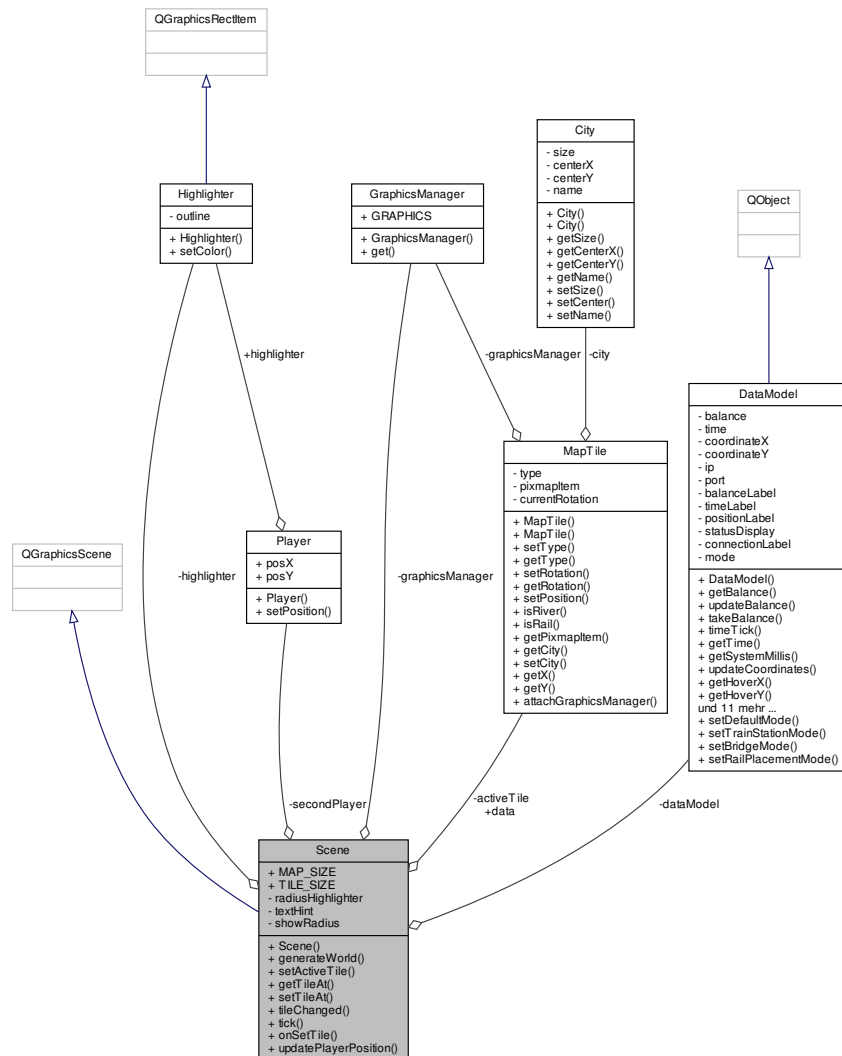 QGraphicsRectItem
Highlighter
- outline
+ Highlighter()
+ setColor()
GraphicsManager
+ GRAPHICS
+ GraphicsManager()
+ get()
City
- size
- centerX
- centerY
- name
+ City()
+ City()
+ getSize()
+ getCenterX()
+ getCenterY()
+ getName()
+ setSize()
+ setCenter()
+ setName()
QObject
+highlighter
-graphicsManager
-city
DataModel
- balance
- time
- coordinateX
- coordinateY
- ip
- port
- balanceLabel
- timeLabel
- positionLabel
- statusDisplay
- connectionLabel
- mode
+ DataModel()
+ getBalance()
+ updateBalance()
+ takeBalance()
+ timeTick()
+ getTime()
+ getSystemMillis()
+ updateCoordinates()
+ getHoverX()
+ getHoverY()
und 11 mehr ...
+ setDefaultMode()
+ setTrainStationMode()
+ setBridgeMode()
+ setRailPlacementMode()
MapTile
- type
- pixmapItem
- currentRotation
+ MapTile()
+ MapTile()
+ setType()
+ getType()
+ setRotation()
+ getRotation()
+ setPosition()
+ isRiver()
+ isRail()
+ getPixmapItem()
+ getCity()
+ setCity()
+ getX()
+ getY()
+ attachGraphicsManager()
QGraphicsScene
Player
+ posX
+ posY
+ Player()
+ setPosition()
-highlighter
-graphicsManager
-secondPlayer
-activeTile
+data
-dataModel
Scene
+ MAP_SIZE
+ TILE_SIZE
- radiusHighlighter
- textHint
- showRadius
+ Scene()
+ generateWorld()
+ setActiveTile()
+ getTileAt()
+ setTileAt()
+ tileChanged()
+ tick()
+ onSetTile()
+ updatePlayerPosition()